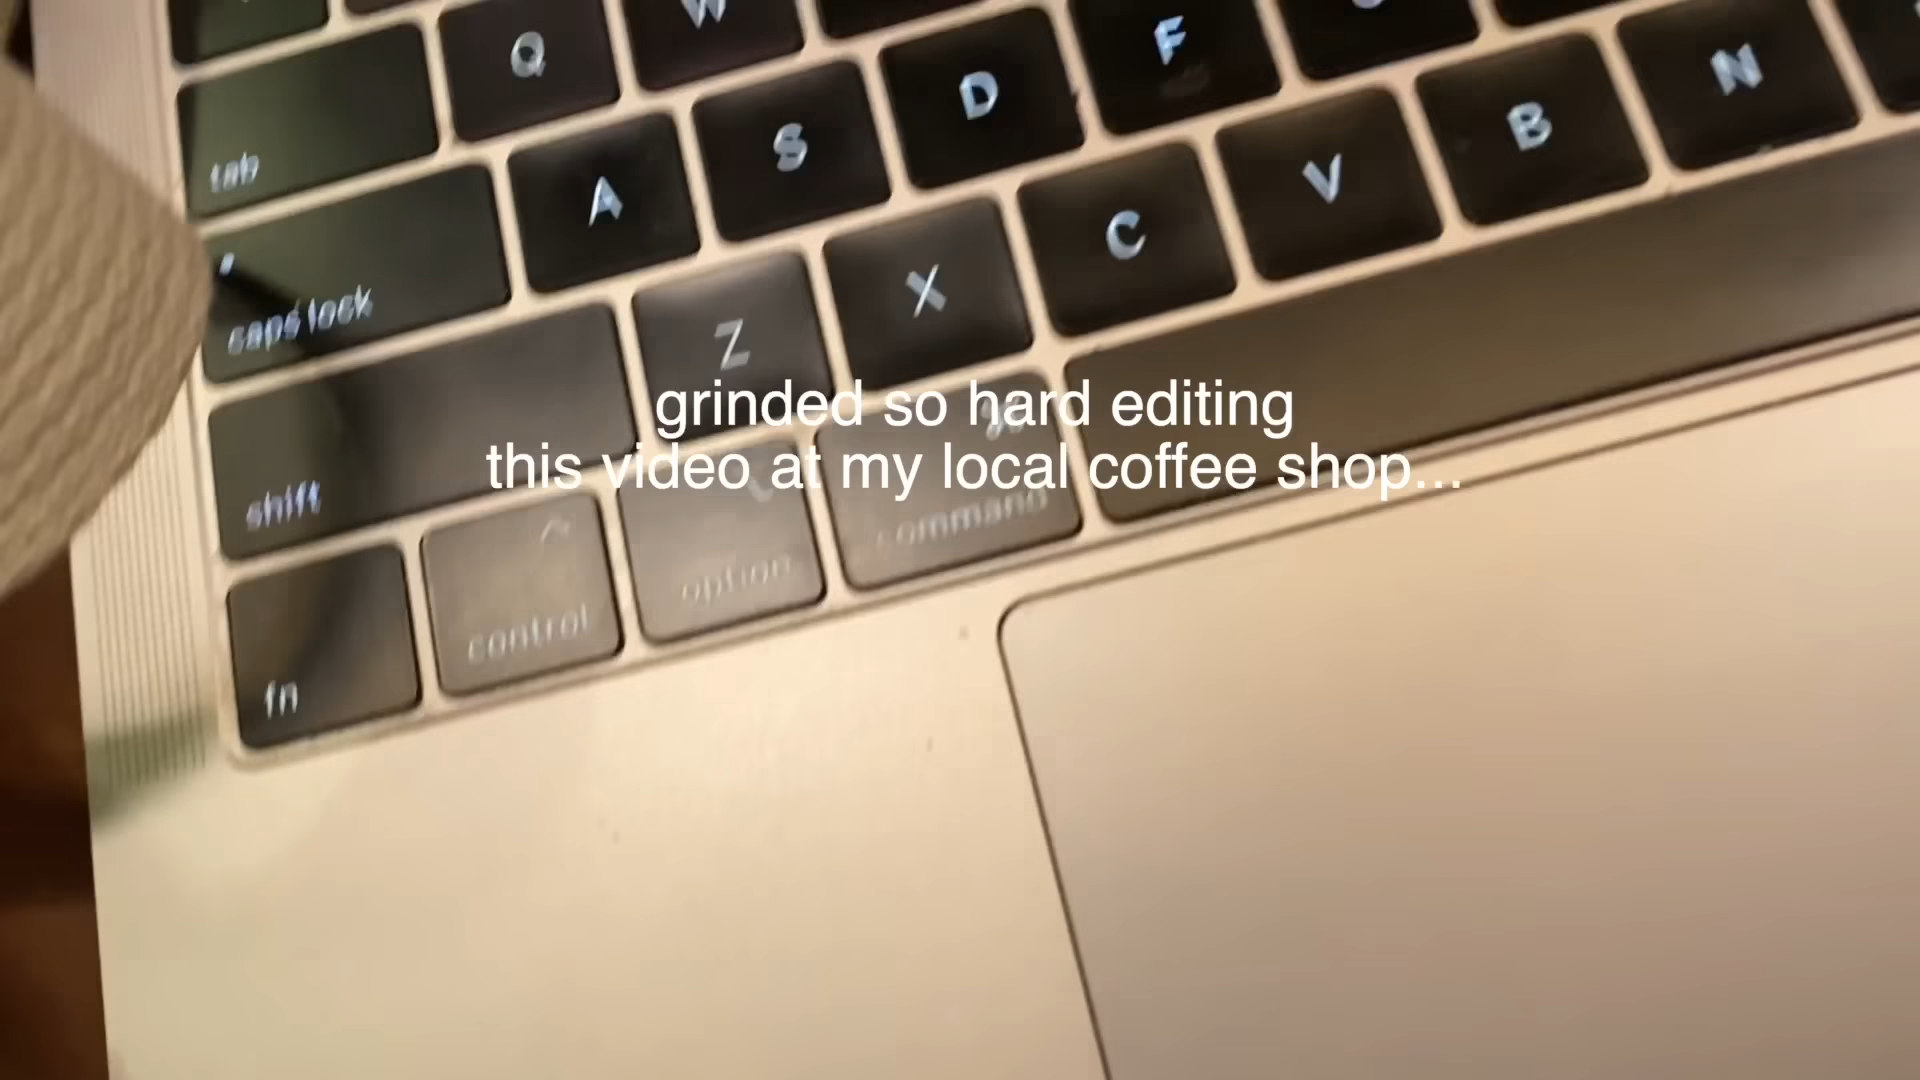 Q W
tab
A S D F
caps lock
Z X C V B N
grinded so hard editing
this video at my local coffee shop...
shift
fn control option command